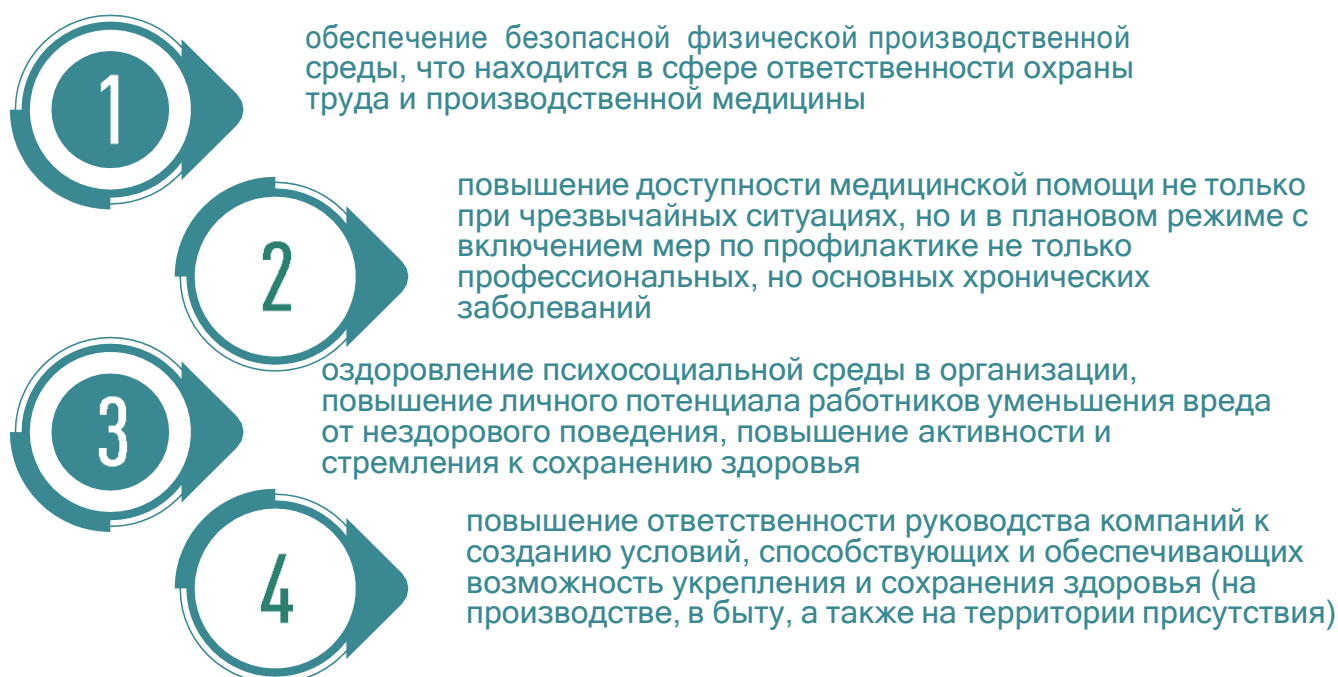 1
обеспечение безопасной физической производственной
среды, что находится в сфере ответственности охраны
труда и производственной медицины
2
повышение доступности медицинской помощи не только
при чрезвычайных ситуациях, но и в плановом режиме с
включением мер по профилактике не только
профессиональных, но основных хронических
заболеваний
3
оздоровление психосоциальной среды в организации,
повышение личного потенциала работников уменьшения вреда
от нездорового поведения, повышение активности и
стремления к сохранению здоровья
4
повышение ответственности руководства компаний к
созданию условий, способствующих и обеспечивающих
возможность укрепления и сохранения здоровья (на
производстве, в быту, а также на территории присутствия)